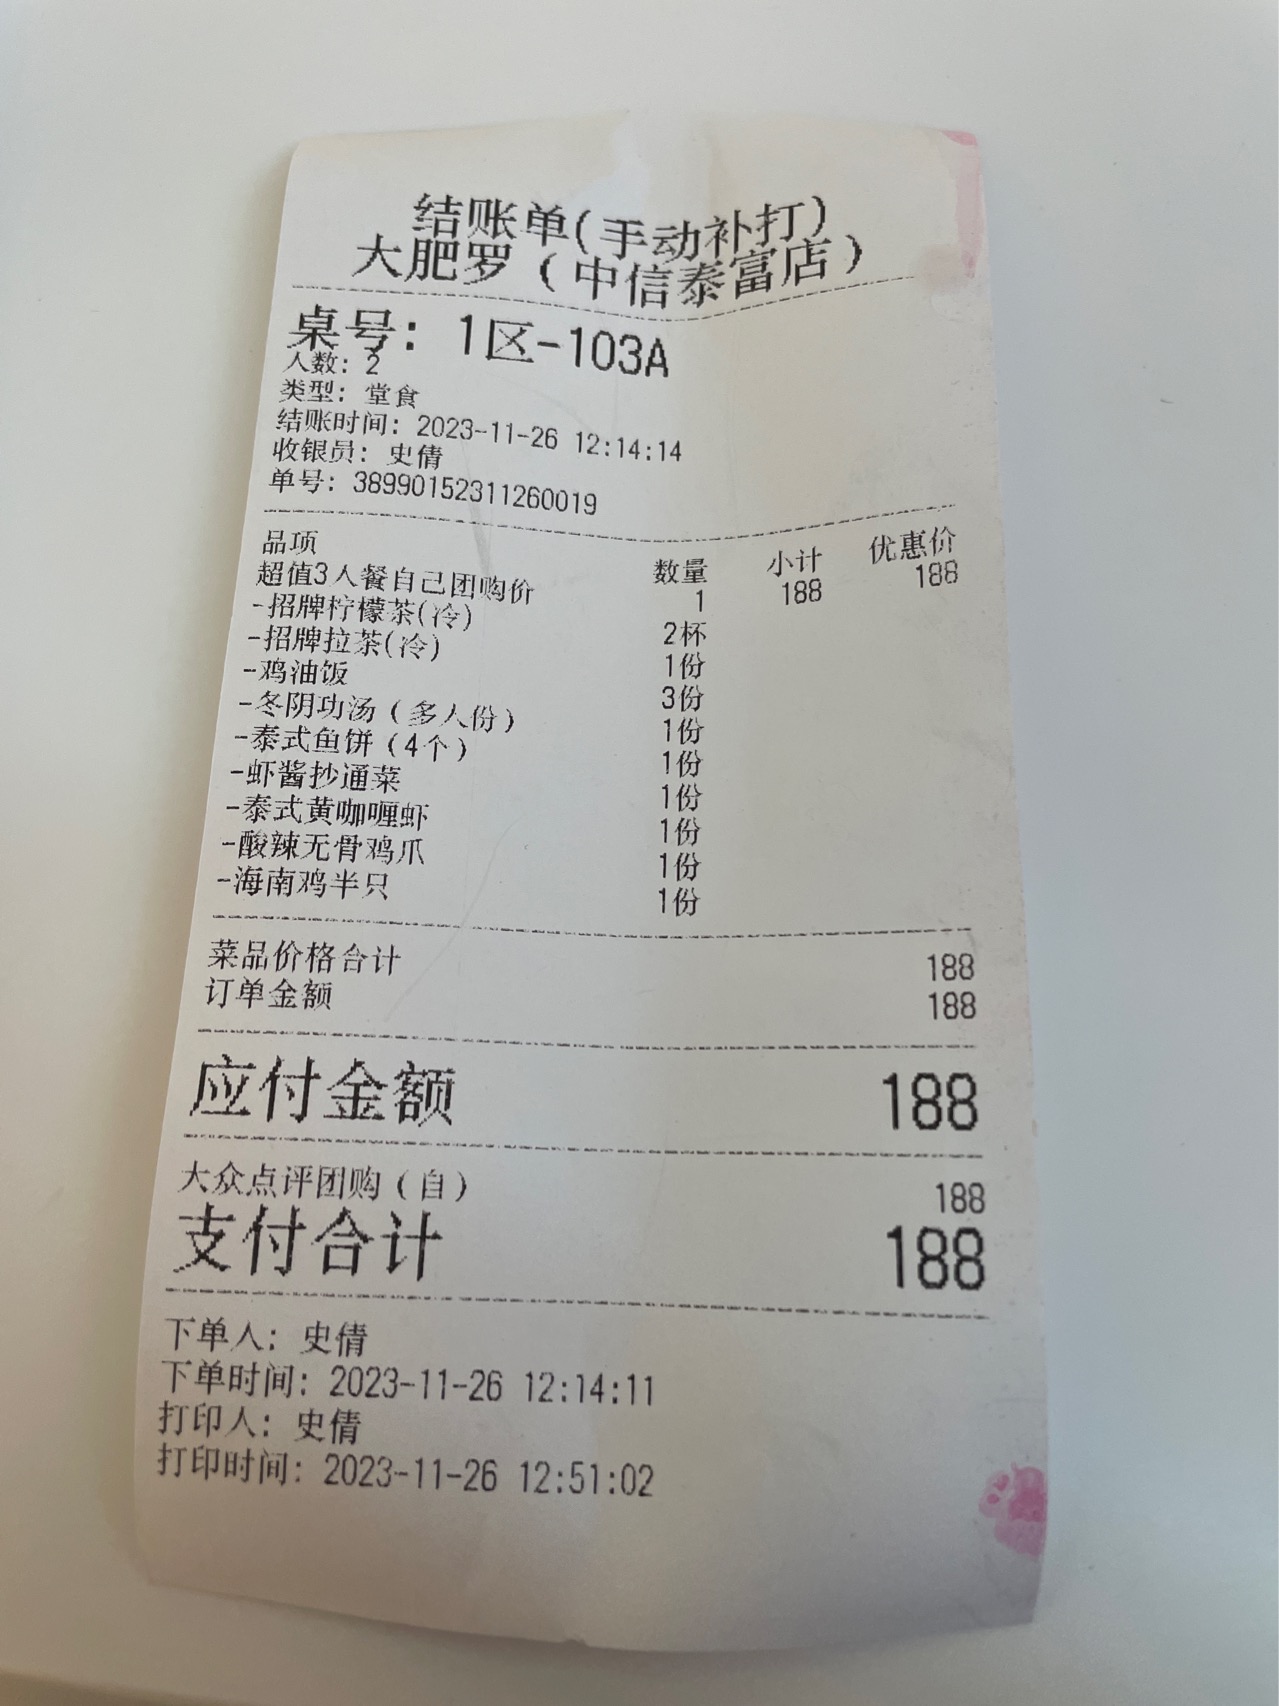 结账单(手动补打)
大肥罗（中信泰富店）
桌号: 1区-103A
人数: 2
类型: 堂食
结账时间: 2023-11-26 12:14:14
收银员: 史倩
单号: 38990152311260019
品项 数量 小计 优惠价
超值3人餐自己团购价 1 188 188
-招牌柠檬茶(冷) 2杯
-招牌拉茶(冷) 1份
-鸡油饭 3份
-冬阴功汤（多人份） 1份
-泰式鱼饼（4个） 1份
-虾酱抄通菜 1份
-泰式黄咖喱虾 1份
-酸辣无骨鸡爪 1份
-海南鸡半只 1份
菜品价格合计 188
订单金额 188
应付金额 188
大众点评团购（自） 188
支付合计 188
下单人: 史倩
下单时间: 2023-11-26 12:14:11
打印人: 史倩
打印时间: 2023-11-26 12:51:02